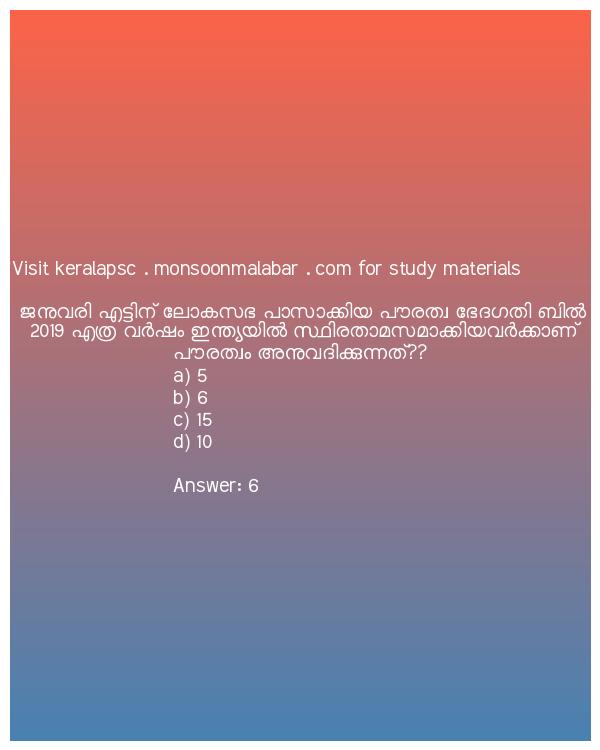 Visit keralapsc . monsoonmalabar . com for study materials
ജനുവരി എട്ടിന് ലോകസഭ പാസാക്കിയ പൗരത്വ ഭേദഗതി ബിൽ
2019 എത്ര വർഷം ഇന്ത്യയിൽ സ്ഥിരതാമസമാക്കിയവർക്കാണ്
പൗരത്വം അനുവദിക്കുന്നത്??
a) 5
b) 6
c) 15
d) 10
Answer: 6